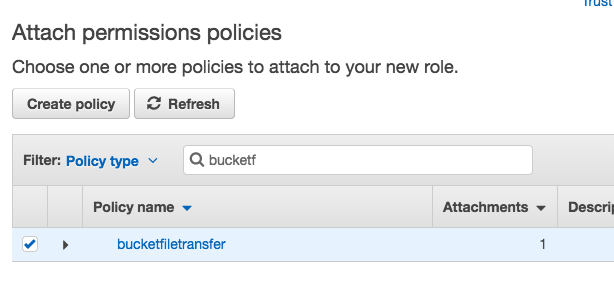 Trust
Attach permissions policies
Choose one or more policies to attach to your new role.
Create policy Refresh
Filter: Policy type bucketf
Policy name Attachments Descrip
bucketfiletransfer 1